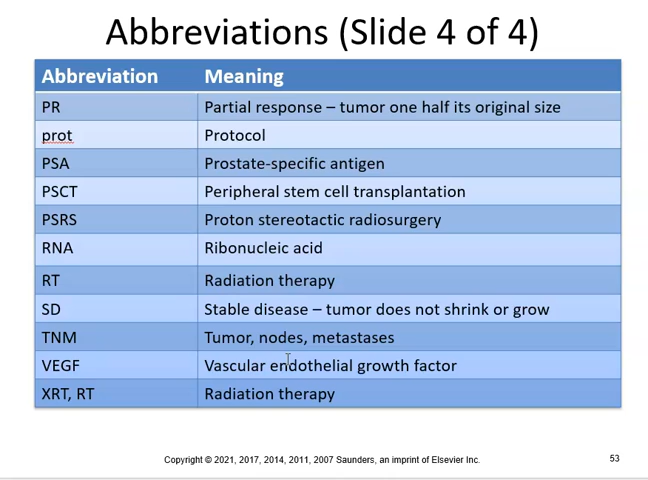 Abbreviations (Slide 4 of 4)
Abbreviation Meaning
PR Partial response – tumor one half its original size
prot Protocol
PSA Prostate-specific antigen
PSCT Peripheral stem cell transplantation
PSRS Proton stereotactic radiosurgery
RNA Ribonucleic acid
RT Radiation therapy
SD Stable disease – tumor does not shrink or grow
TNM Tumor, nodes, metastases
VEGF Vascular endothelial growth factor
XRT, RT Radiation therapy
Copyright © 2021, 2017, 2014, 2011, 2007 Saunders, an imprint of Elsevier Inc. 53